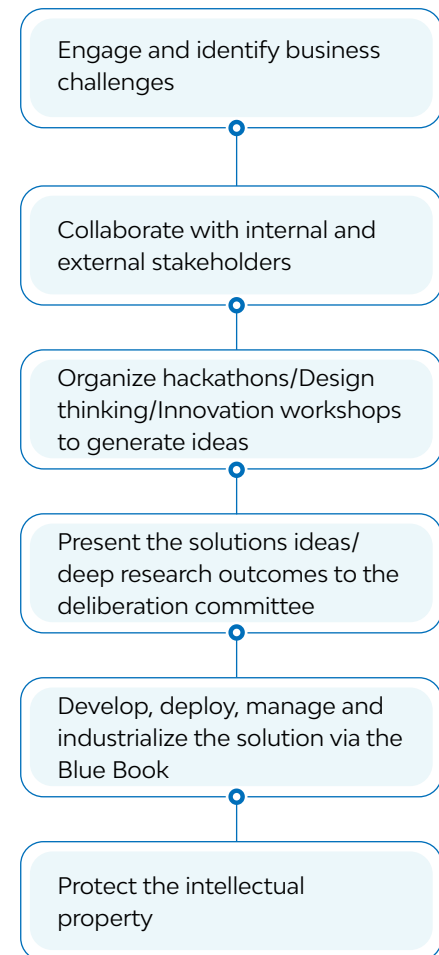 Engage and identify business
challenges
Collaborate with internal and
external stakeholders
Organize hackathons/Design
thinking/Innovation workshops
to generate ideas
Present the solutions ideas/
deep research outcomes to the
deliberation committee
Develop, deploy, manage and
industrialize the solution via the
Blue Book
Protect the intellectual
property